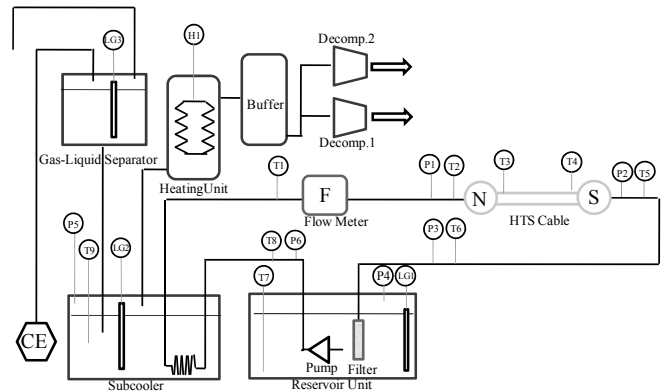 Decomp.2
H1
LG3
Buffer
Decomp.1
Gas-Liquid Separator
HeatingUnit
T1
P1
T2
T3
T4
P2
T5
F
N
S
Flow Meter
HTS Cable
P5
T9
LG2
T8
P6
P3
T6
T7
P4
LG1
CE
Pump
Filter
Subcooler
Reservoir Unit